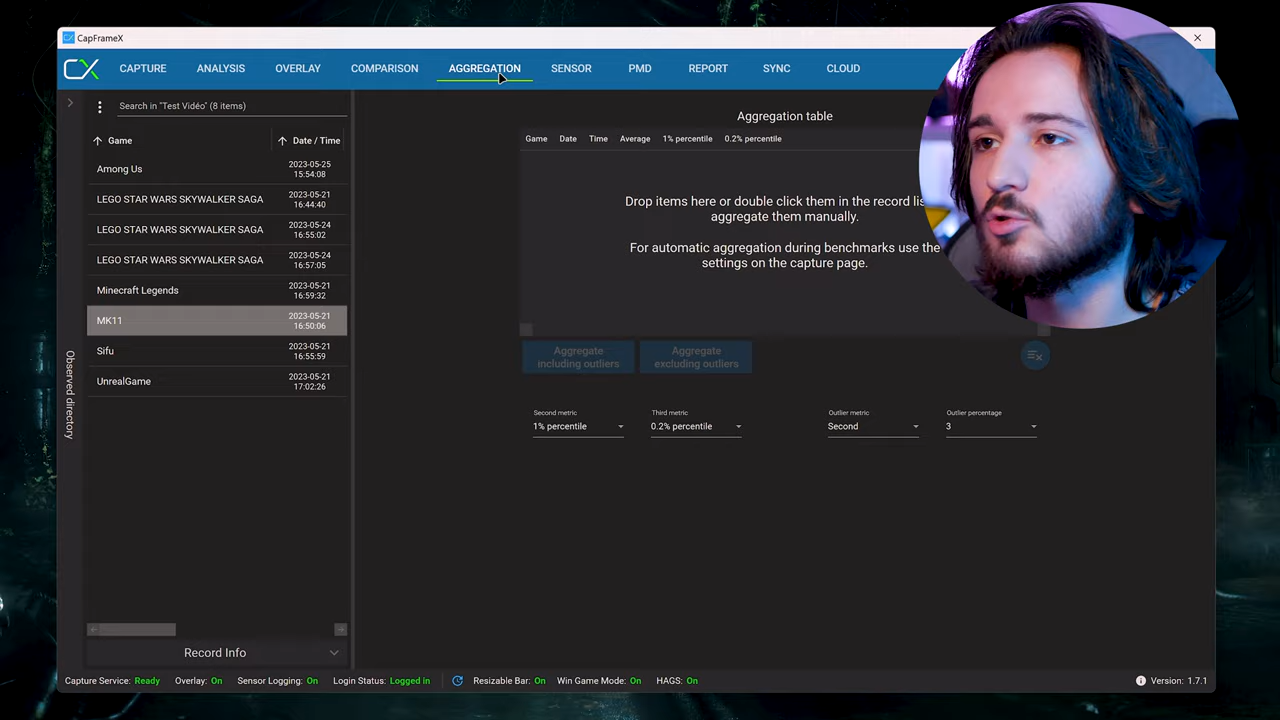 CapFrameX
CX CAPTURE ANALYSIS OVERLAY COMPARISON AGGREGATION SENSOR PMD REPORT SYNC CLOUD
Search in "Test Vidéo" (8 items)
Game Date / Time
Among Us 2023-05-25 15:54:08
LEGO STAR WARS SKYWALKER SAGA 2023-05-21 16:44:40
LEGO STAR WARS SKYWALKER SAGA 2023-05-24 16:55:02
LEGO STAR WARS SKYWALKER SAGA 2023-05-24 16:57:05
Minecraft Legends 2023-05-21 16:59:32
MK11 2023-05-21 16:50:06
Sifu 2023-05-21 16:55:59
UnrealGame 2023-05-21 17:02:26
Observed directory
Record Info
Aggregation table
Game Date Time Average 1% percentile 0.2% percentile
Drop items here or double click them in the record
aggregate them manually.
For automatic aggregation during benchmarks use the
settings on the capture page.
Aggregate
including outliers
Aggregate
excluding outliers
Second metric Third metric Outlier metric Outlier percentage
1% percentile 0.2% percentile Second 3
Capture Service: Ready Overlay: On Sensor Logging: On Login Status: Logged in Resizable Bar: On Win Game Mode: On HAGS: On Version: 1.7.1